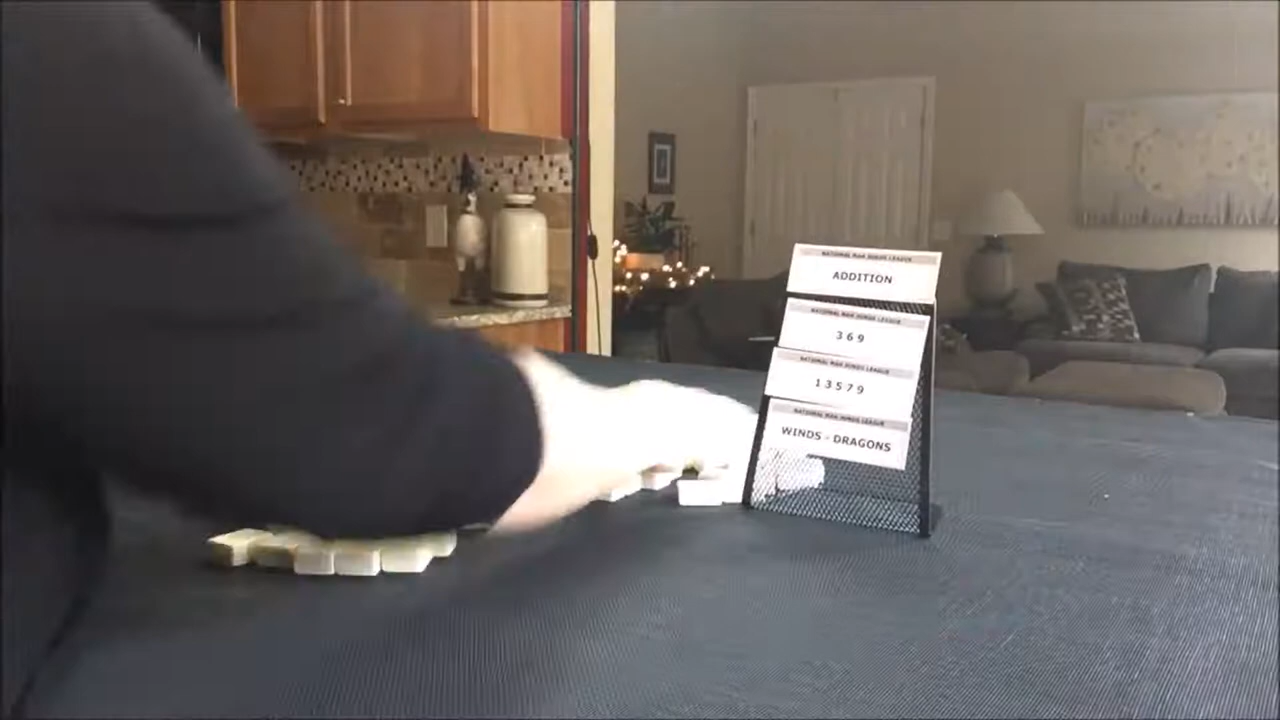 NATIONAL MAH JONGG LEAGUE
ADDITION
NATIONAL MAH JONGG LEAGUE
3 6 9
NATIONAL MAH JONGG LEAGUE
1 3 5 7 9
NATIONAL MAH JONGG LEAGUE
WINDS - DRAGONS